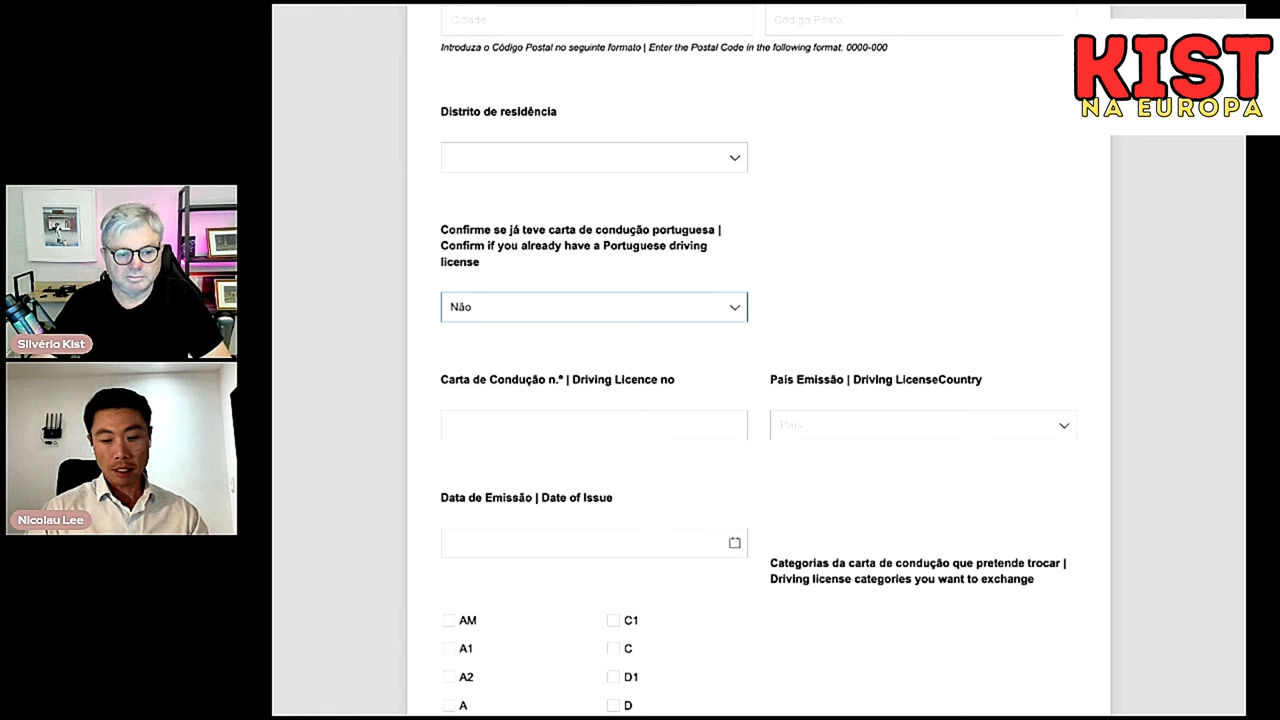 Cidade
Código Postal
Introduza o Código Postal no seguinte formato | Enter the Postal Code in the following format: 0000-000
KIST
NA EUROPA
Distrito de residência
Confirme se já teve carta de condução portuguesa |
Confirm if you already have a Portuguese driving
license
Não
Silvério Kist
Carta de Condução n.º | Driving Licence no
País Emissão | Driving LicenseCountry
País
Data de Emissão | Date of Issue
Nicolau Lee
Categorias da carta de condução que pretende trocar |
Driving license categories you want to exchange
AM
C1
A1
C
A2
D1
A
D